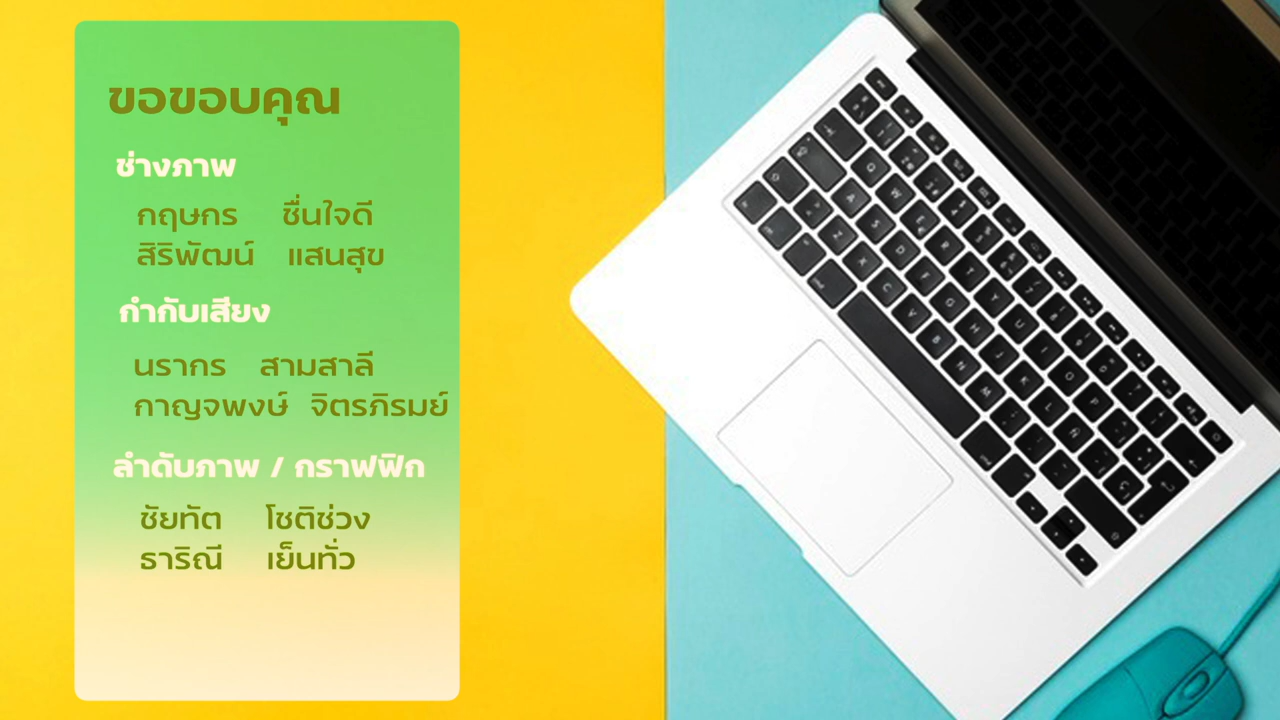 ขอขอบคุณ
ช่างภาพ
กฤษกร ชื่นใจดี
สิริพัฒน์ แสนสุข
กำกับเสียง
นรากร สามสาลี
กาญจพงษ์ จิตรภิรมย์
ลำดับภาพ / กราฟฟิก
ชัยทัต โชติช่วง
ธาริณี เย็นทั่ว